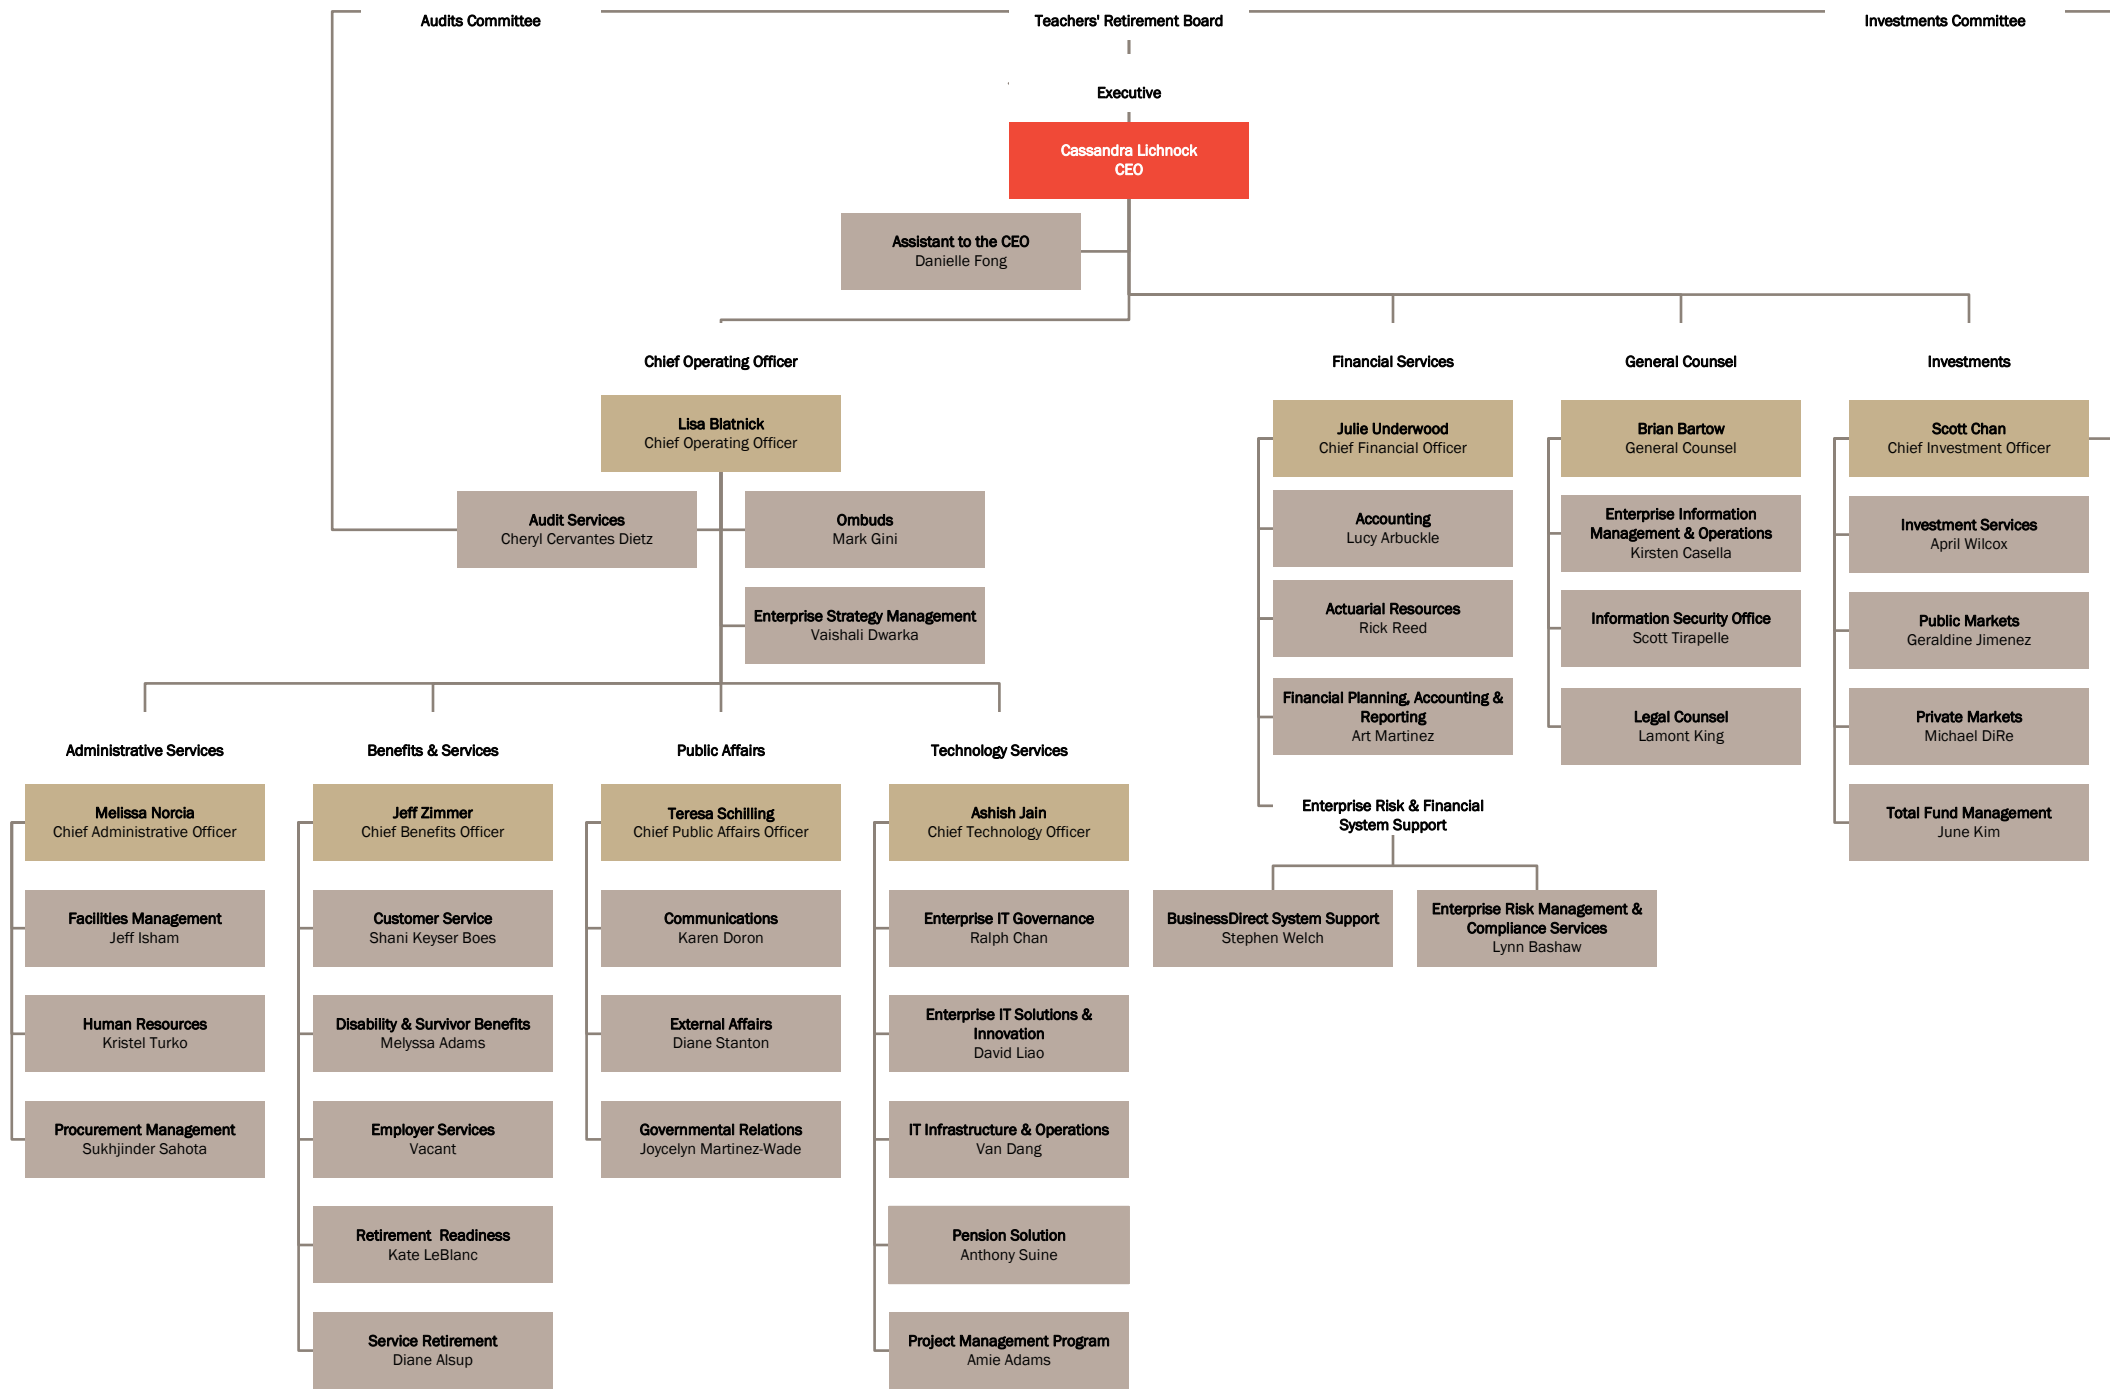 Audits Committee
Teachers' Retirement Board
Investments Committee
Executive
Cassandra Lichnock
CEO
Assistant to the CEO
Danielle Fong
Chief Operating Officer
Lisa Blatnick
Chief Operating Officer
Audit Services
Cheryl Cervantes Dietz
Ombuds
Mark Gini
Enterprise Strategy Management
Vaishali Dwarka
Administrative Services
Melissa Norcia
Chief Administrative Officer
Facilities Management
Jeff Isham
Human Resources
Kristel Turko
Procurement Management
Sukhjinder Sahota
Benefits & Services
Jeff Zimmer
Chief Benefits Officer
Customer Service
Shani Keyser Boes
Disability & Survivor Benefits
Melyssa Adams
Employer Services
Vacant
Retirement  Readiness
Kate LeBlanc
Service Retirement
Diane Alsup
Public Affairs
Teresa Schilling
Chief Public Affairs Officer
Communications
Karen Doron
External Affairs
Diane Stanton
Governmental Relations
Joycelyn Martinez-Wade
Technology Services
Ashish Jain
Chief Technology Officer
Enterprise IT Governance
Ralph Chan
Enterprise IT Solutions &
Innovation
David Liao
IT Infrastructure & Operations
Van Dang
Pension Solution
Anthony Suine
Project Management Program
Amie Adams
Financial Services
Julie Underwood
Chief Financial Officer
Accounting
Lucy Arbuckle
Actuarial Resources
Rick Reed
Financial Planning, Accounting &
Reporting
Art Martinez
Enterprise Risk & Financial
System Support
BusinessDirect System Support
Stephen Welch
Enterprise Risk Management &
Compliance Services
Lynn Bashaw
General Counsel
Brian Bartow
General Counsel
Enterprise Information
Management & Operations
Kirsten Casella
Information Security Office
Scott Tirapelle
Legal Counsel
Lamont King
Investments
Scott Chan
Chief Investment Officer
Investment Services
April Wilcox
Public Markets
Geraldine Jimenez
Private Markets
Michael DiRe
Total Fund Management
June Kim